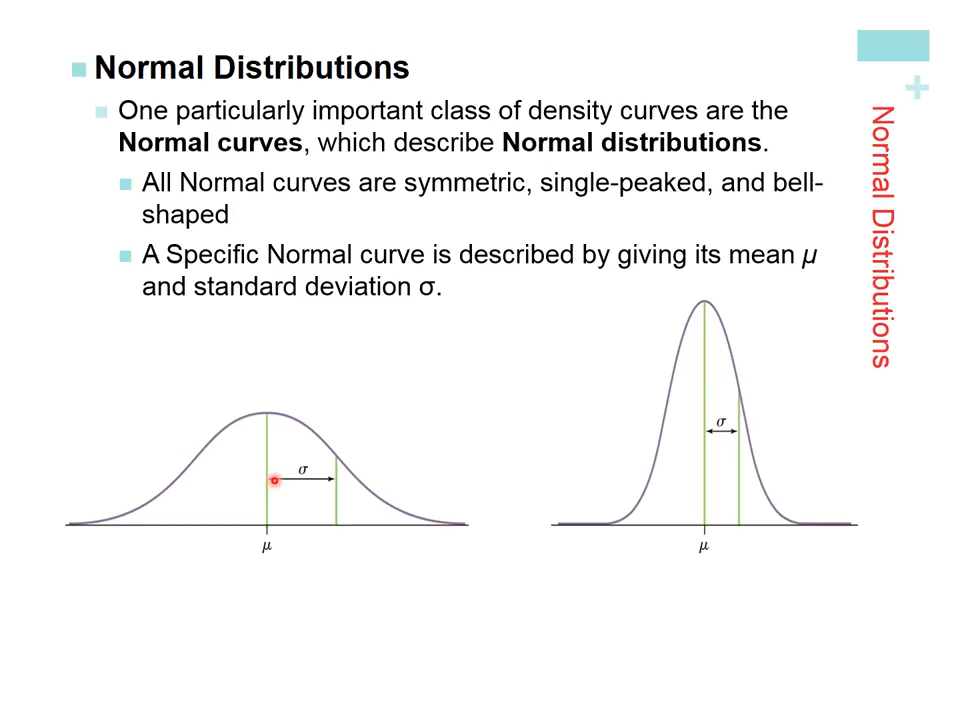 Normal Distributions
One particularly important class of density curves are the
Normal curves, which describe Normal distributions.
All Normal curves are symmetric, single-peaked, and bell-
shaped
A Specific Normal curve is described by giving its mean μ
and standard deviation σ.
σ
μ
σ
μ
+
Normal Distributions